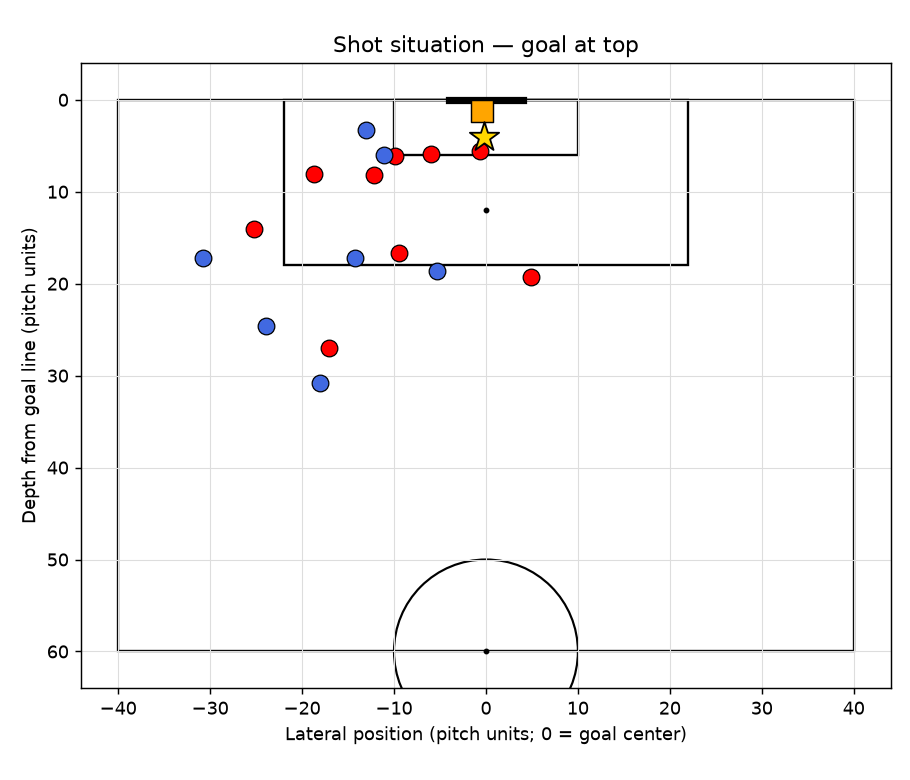 Shot situation — goal at top
0
10
20
30
40
50
60
Depth from goal line (pitch units)
−40 −30 −20 −10 0 10 20 30 40
Lateral position (pitch units; 0 = goal center)